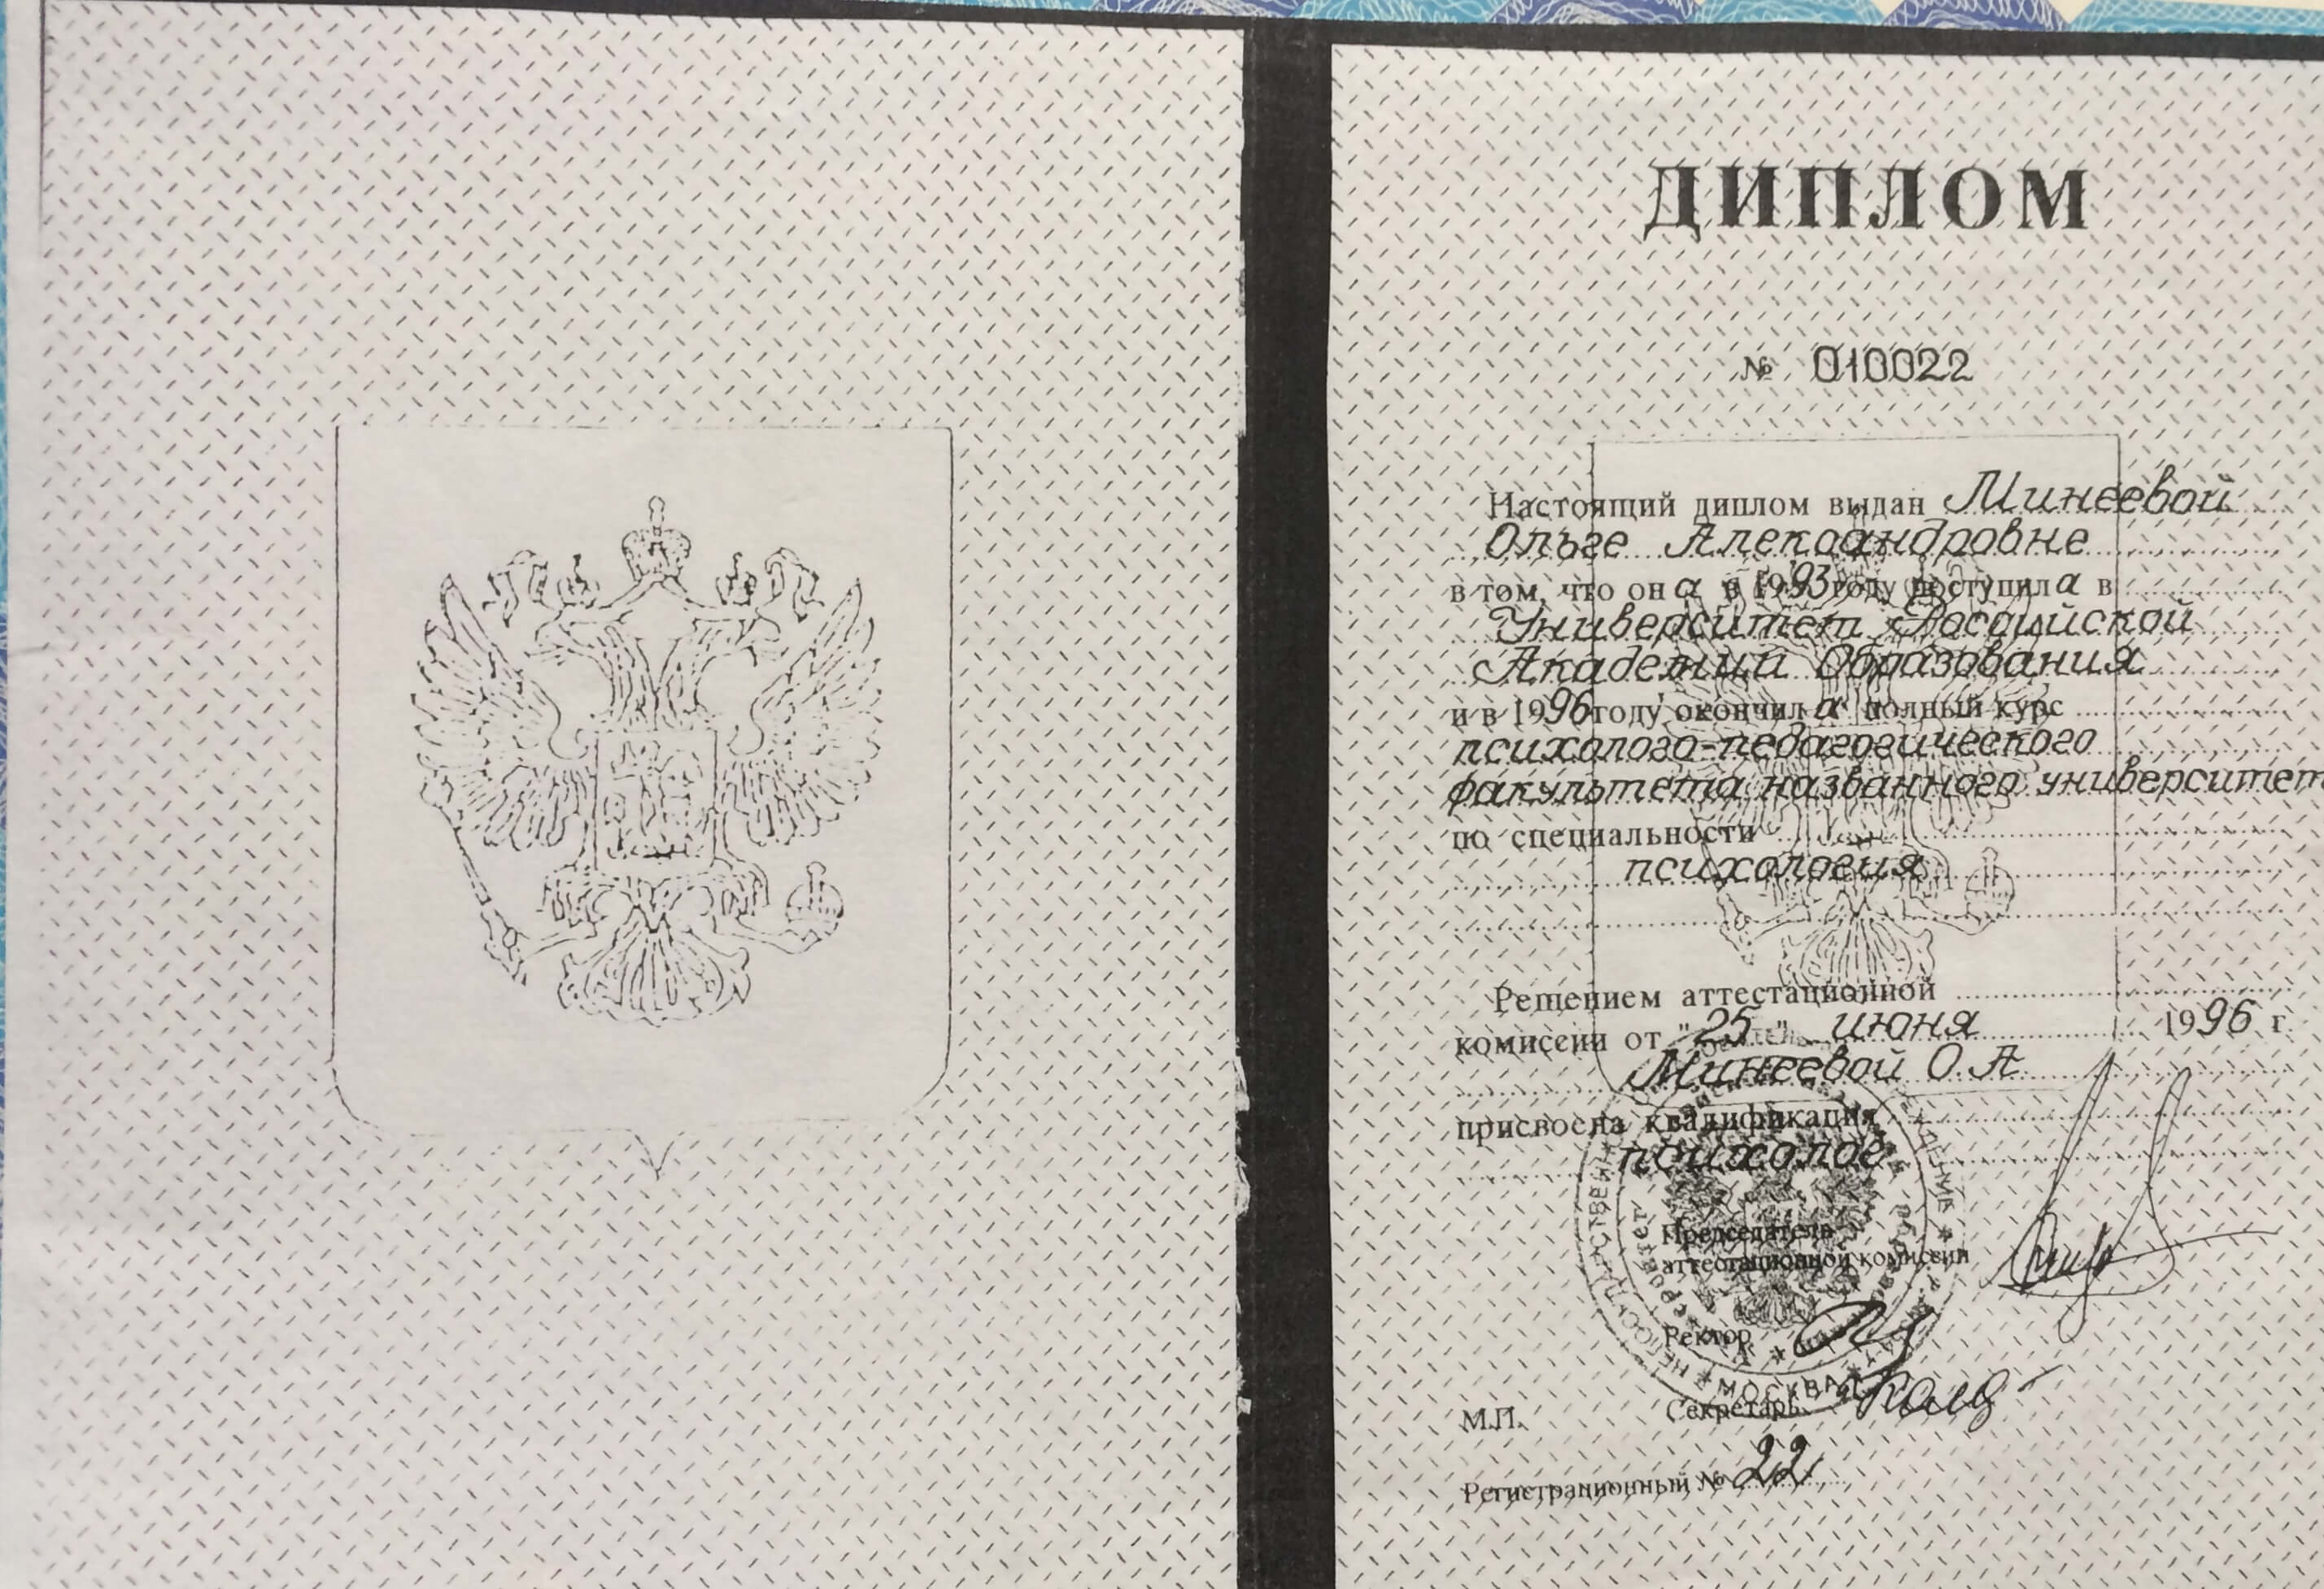 ДИПЛОМ
№ 010022
Настоящий диплом выдан Минеевой
Ольге Александровне
в том, что она в 1993 году поступила в
Университет Российской
Академии Образования
и в 1996 году окончила полный курс
психолого-педагогического
факультета названного университет
по специальности
психология
Решением аттестационной
комиссии от "25" июня 1996 г.
Минеевой О.А
присвоена квалификация
психолог
Председатель
аттестационной комиссии
Ректор
МОСКВА
Секретарь
М.П.
Регистрационный № 22